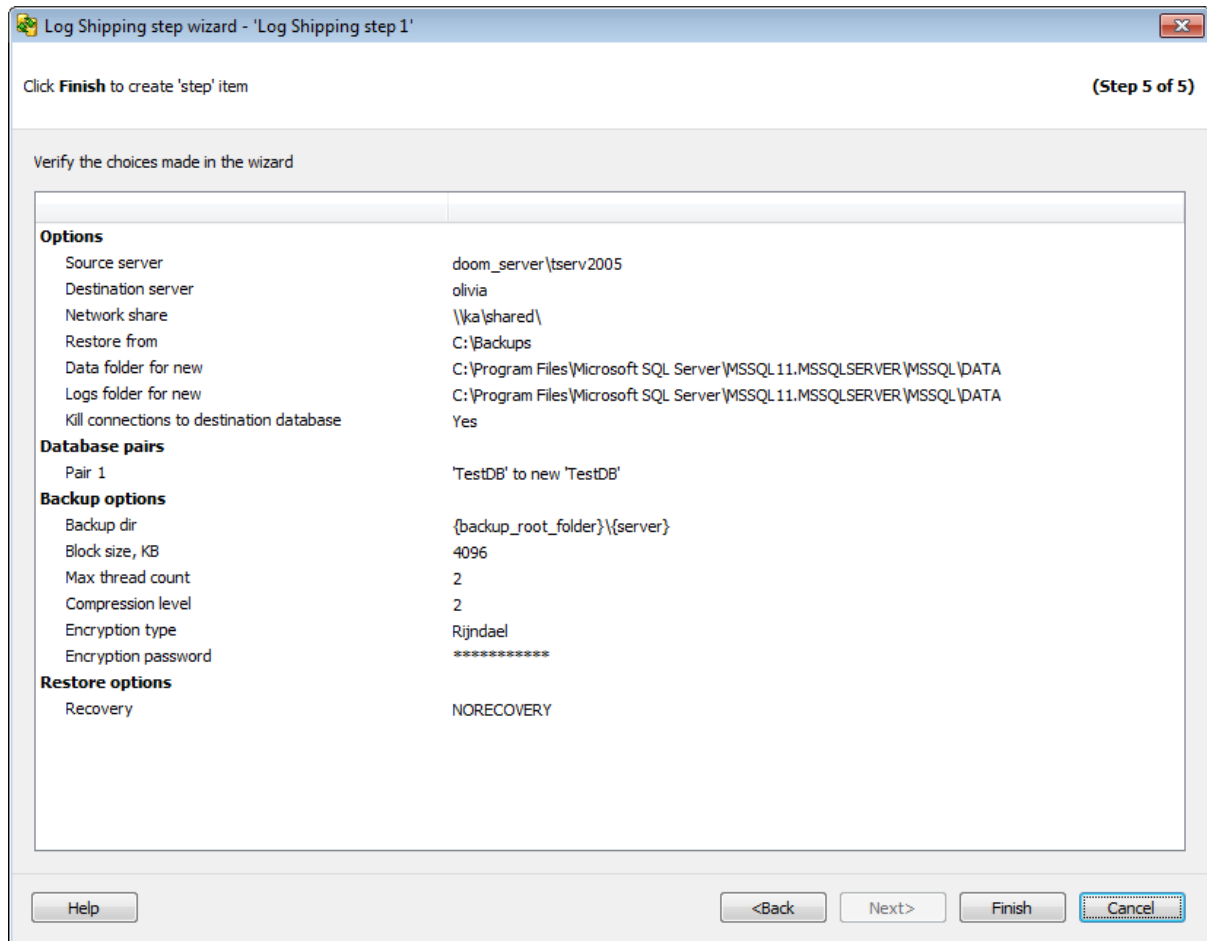 Log Shipping step wizard - 'Log Shipping step 1'
Click Finish to create 'step' item (Step 5 of 5)
Verify the choices made in the wizard
Options
Source server doom_server\tserv2005
Destination server olivia
Network share \\ka\shared\
Restore from C:\Backups
Data folder for new C:\Program Files\Microsoft SQL Server\MSSQL11.MSSQLSERVER\MSSQL\DATA
Logs folder for new C:\Program Files\Microsoft SQL Server\MSSQL11.MSSQLSERVER\MSSQL\DATA
Kill connections to destination database Yes
Database pairs
Pair 1 'TestDB' to new 'TestDB'
Backup options
Backup dir {backup_root_folder}\{server}
Block size, KB 4096
Max thread count 2
Compression level 2
Encryption type Rijndael
Encryption password ***********
Restore options
Recovery NORECOVERY
Help <Back Next> Finish Cancel